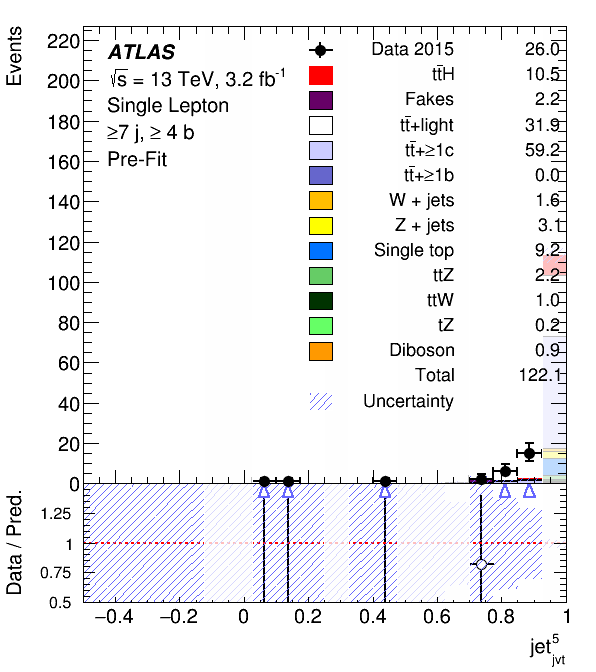 Events
220
200
180
160
140
120
100
80
60
40
20
0
ATLAS
√s = 13 TeV, 3.2 fb⁻¹
Single Lepton
≥7 j, ≥ 4 b
Pre-Fit
Data 2015 26.0
tt̄H 10.5
Fakes 2.2
tt̄+light 31.9
tt̄+≥1c 59.2
tt̄+≥1b 0.0
W + jets 1.6
Z + jets 3.1
Single top 9.2
ttZ 2.2
ttW 1.0
tZ 0.2
Diboson 0.9
Total 122.1
Uncertainty
Data / Pred.
1.25
1
0.75
0.5
−0.4 −0.2 0 0.2 0.4 0.6 0.8 1
jet⁵jvt